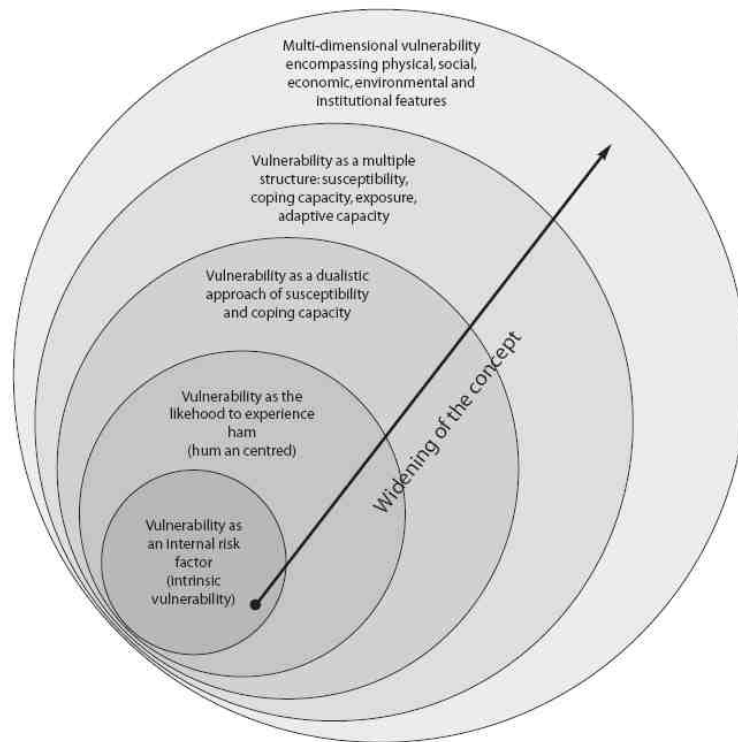 Multi-dimensional vulnerability
encompassing physical, social,
economic, environmental and
institutional features
Vulnerability as a multiple
structure: susceptibility,
coping capacity, exposure,
adaptive capacity
Vulnerability as a dualistic
approach of susceptibility
and coping capacity
Widening of the concept
Vulnerability as the
likehood to experience
ham
(hum an centred)
Vulnerability as
an internal risk
factor
(intrinsic
vulnerability)